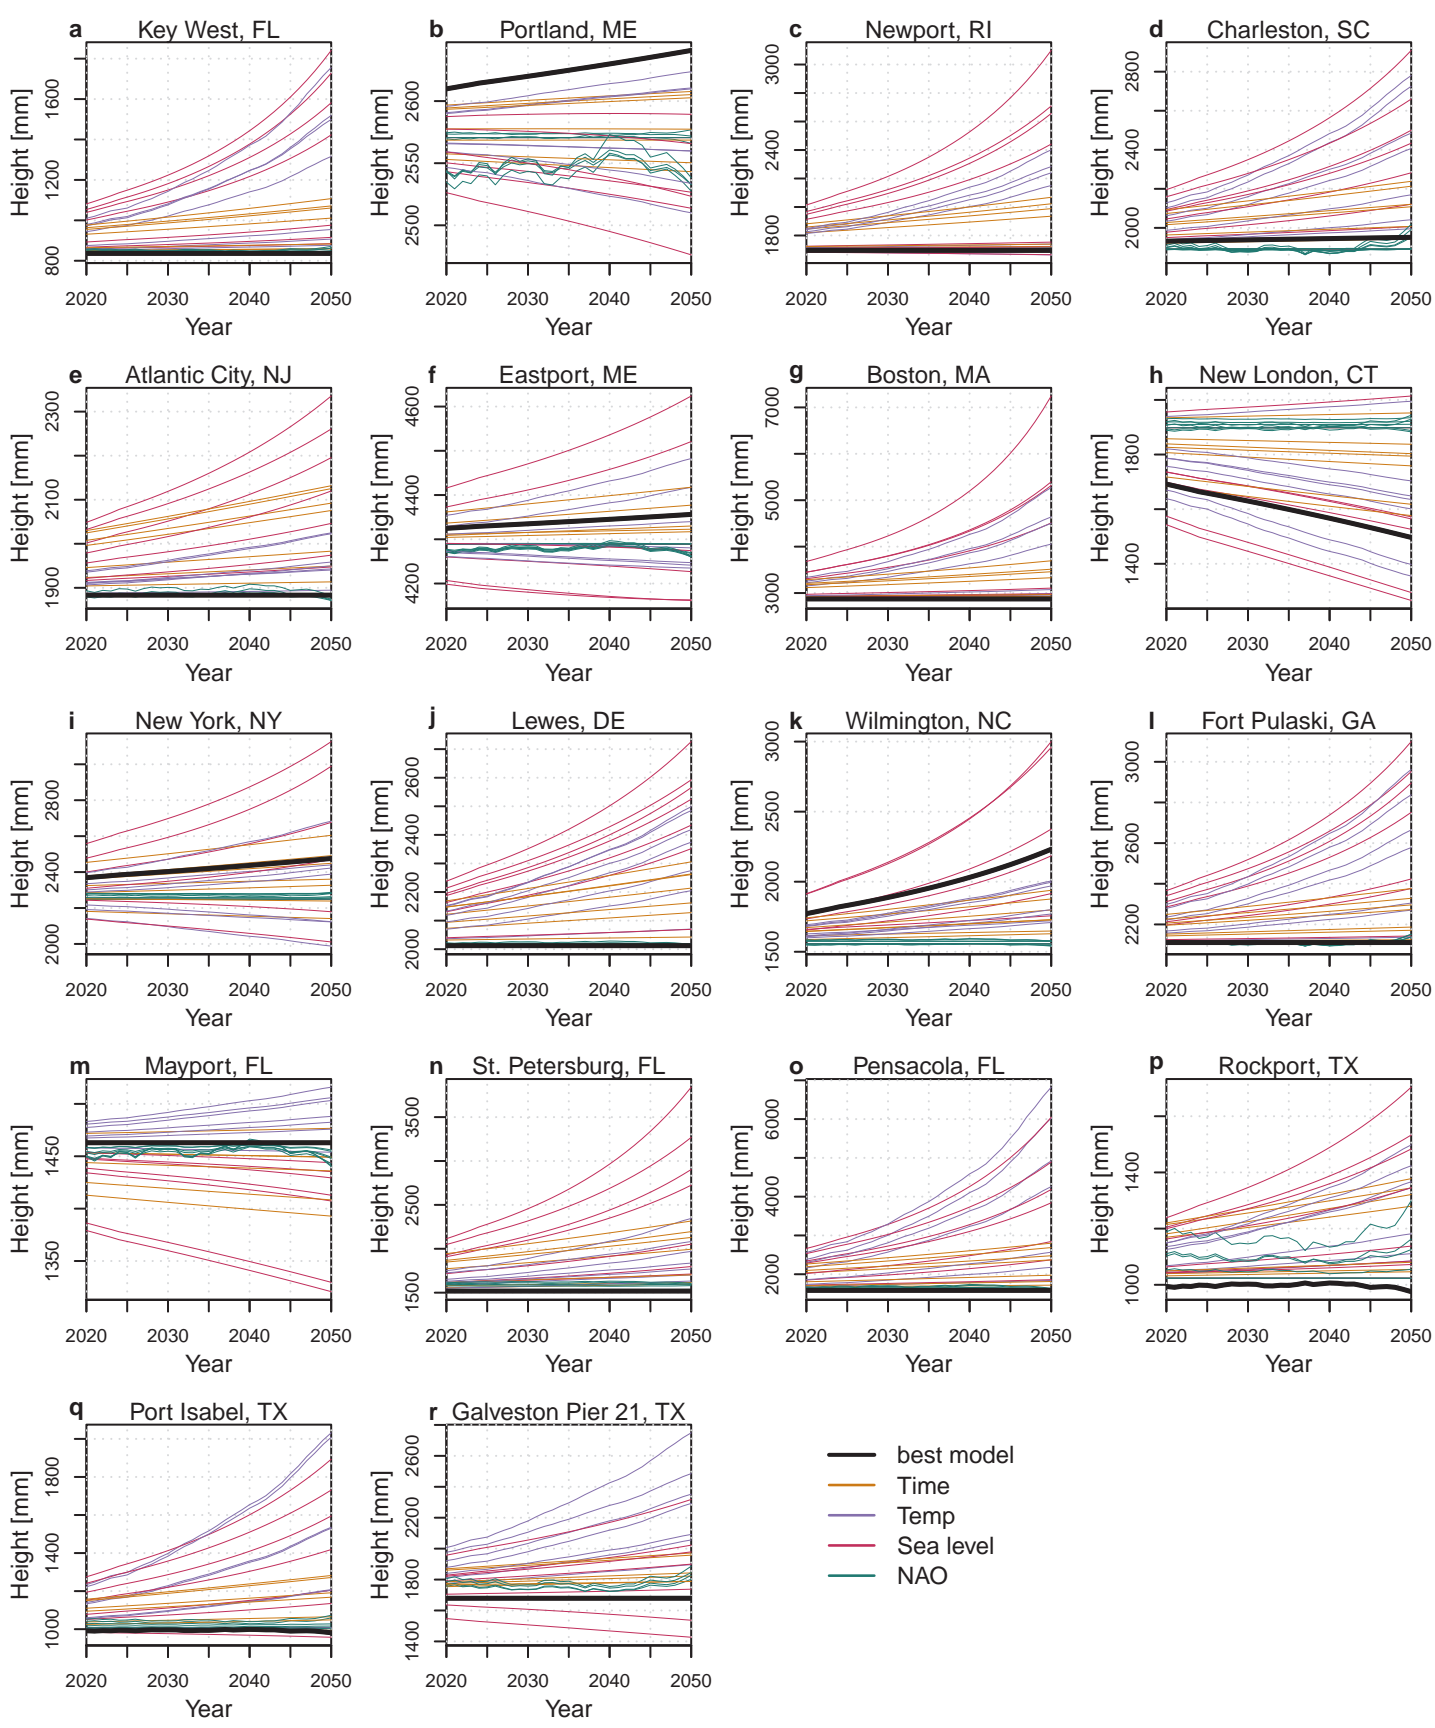 a Key West, FL
Height [mm]
800 1200 1600
2020 2030 2040 2050
Year
b Portland, ME
Height [mm]
2500 2550 2600
2020 2030 2040 2050
Year
c Newport, RI
Height [mm]
1800 2400 3000
2020 2030 2040 2050
Year
d Charleston, SC
Height [mm]
2000 2400 2800
2020 2030 2040 2050
Year
e Atlantic City, NJ
Height [mm]
1900 2100 2300
2020 2030 2040 2050
Year
f Eastport, ME
Height [mm]
4200 4400 4600
2020 2030 2040 2050
Year
g Boston, MA
Height [mm]
3000 5000 7000
2020 2030 2040 2050
Year
h New London, CT
Height [mm]
1400 1800
2020 2030 2040 2050
Year
i New York, NY
Height [mm]
2000 2400 2800
2020 2030 2040 2050
Year
j Lewes, DE
Height [mm]
2000 2200 2400 2600
2020 2030 2040 2050
Year
k Wilmington, NC
Height [mm]
1500 2000 2500 3000
2020 2030 2040 2050
Year
l Fort Pulaski, GA
Height [mm]
2200 2600 3000
2020 2030 2040 2050
Year
m Mayport, FL
Height [mm]
1350 1450
2020 2030 2040 2050
Year
n St. Petersburg, FL
Height [mm]
1500 2500 3500
2020 2030 2040 2050
Year
o Pensacola, FL
Height [mm]
2000 4000 6000
2020 2030 2040 2050
Year
p Rockport, TX
Height [mm]
1000 1400
2020 2030 2040 2050
Year
q Port Isabel, TX
Height [mm]
1000 1400 1800
2020 2030 2040 2050
Year
r Galveston Pier 21, TX
Height [mm]
1400 1800 2200 2600
2020 2030 2040 2050
Year
best model
Time
Temp
Sea level
NAO